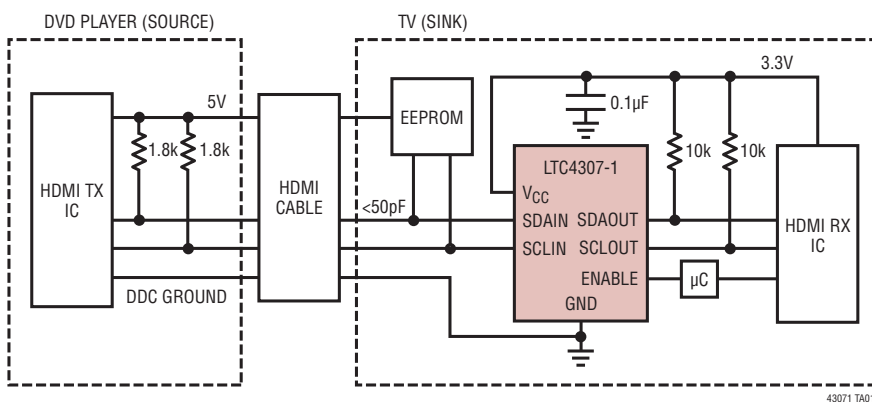 DVD PLAYER (SOURCE)
TV (SINK)
5V
1.8k
1.8k
HDMI TX
IC
DDC GROUND
HDMI
CABLE
<50pF
EEPROM
3.3V
0.1µF
10k
10k
LTC4307-1
VCC
SDAIN
SDAOUT
SCLIN
SCLOUT
ENABLE
GND
µC
HDMI RX
IC
43071 TA01